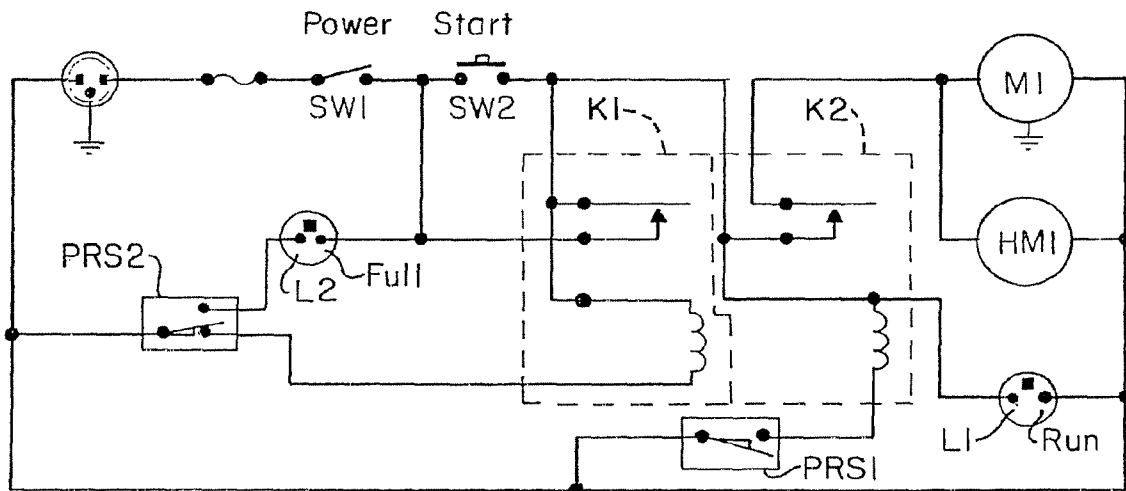 Power
Start
SW1
SW2
K1
K2
M1
HM1
PRS2
L2
Full
L1
Run
PRS1